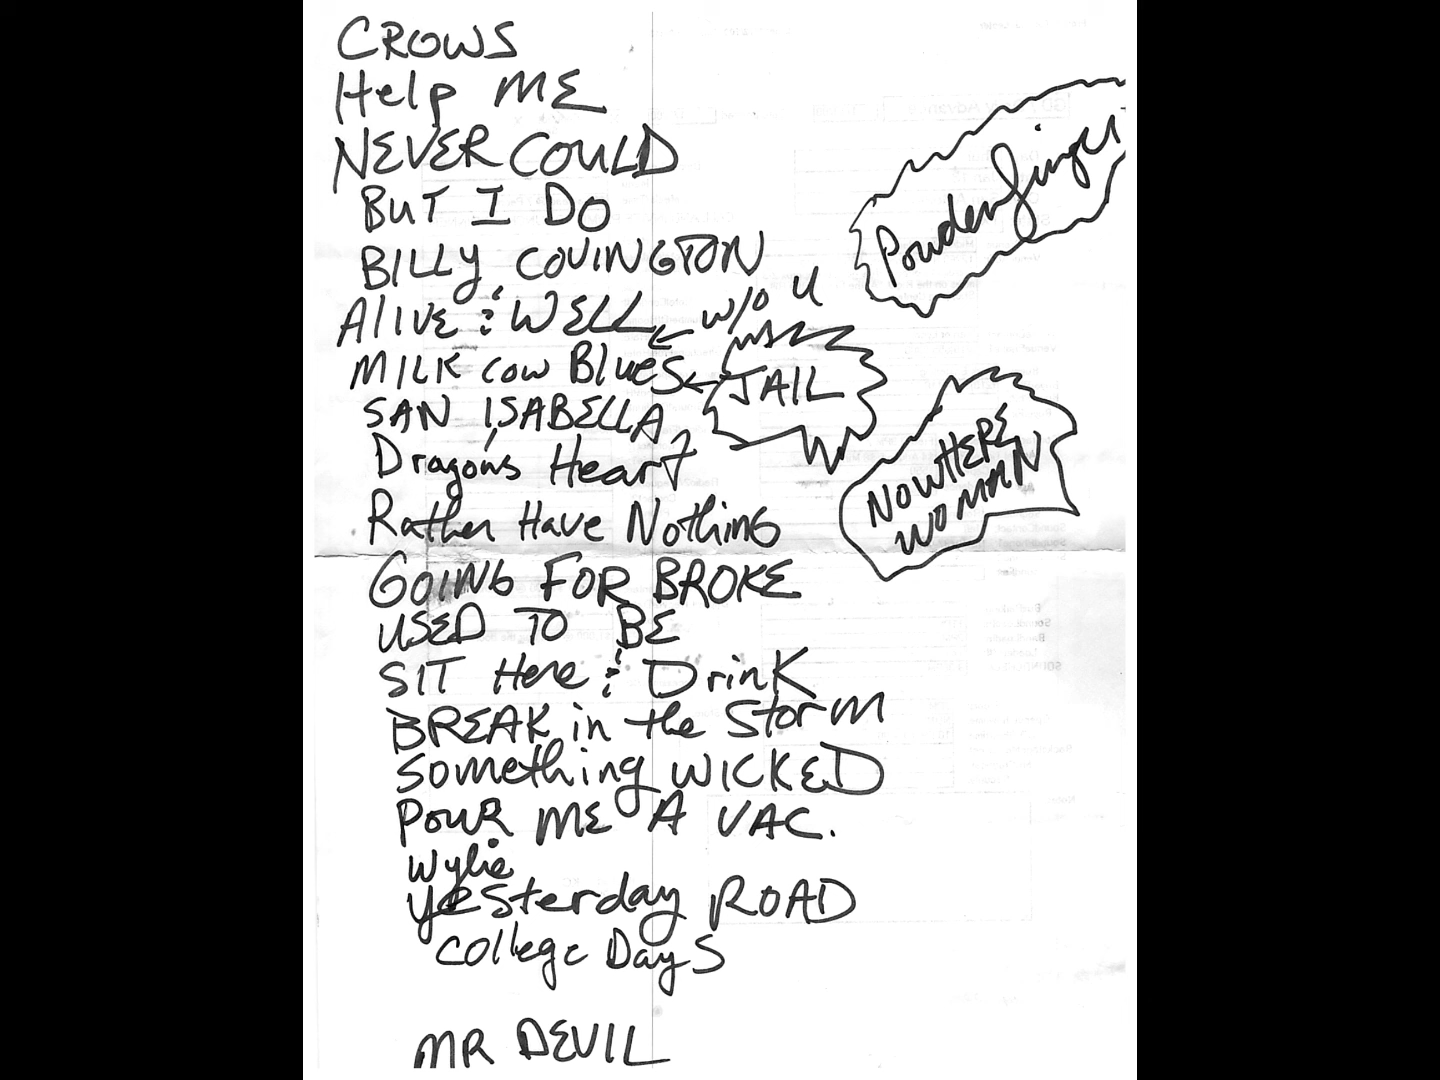 CROWS
Help ME
NEVER COULD
BUT I DO
BILLY COVINGTON
ALIVE & WELL ← w/o U
MILK COW BLUES ← JAIL
SAN ISABELLA
Dragons Heart
Rather Have Nothing
GOING FOR BROKE
USED TO BE
SIT Here & Drink
BREAK in the Storm
Something WICKED
POUR ME A VAC.
Wylie
Yesterday ROAD
College Days
MR DEVIL
Powderfinger
NOWHERE
WOMAN